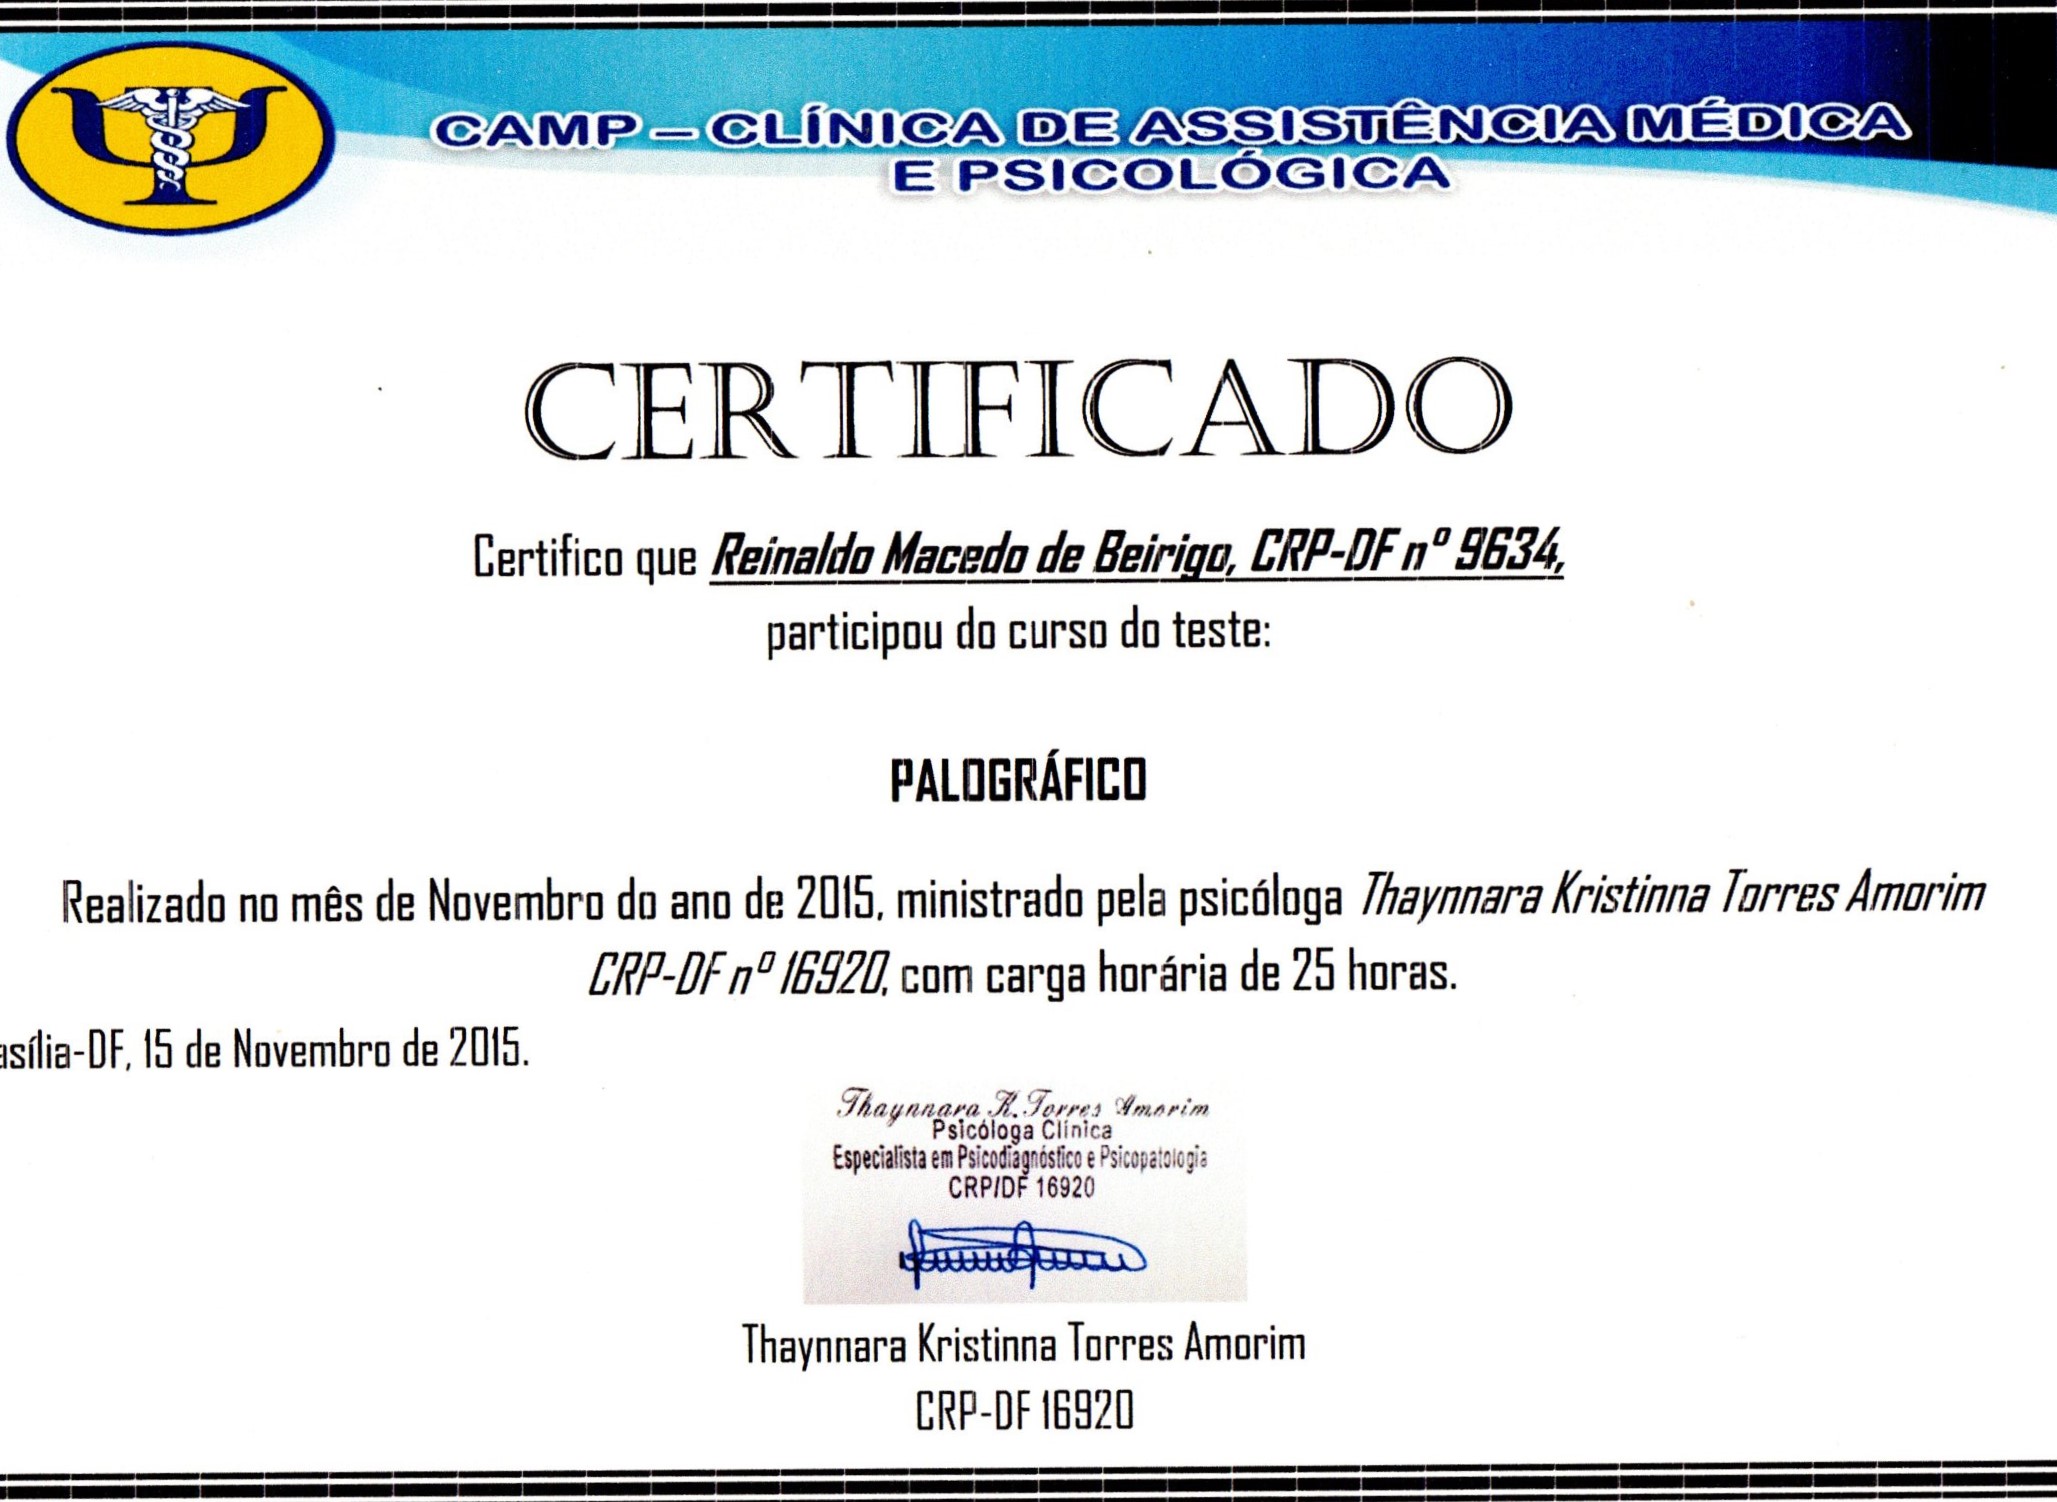 CAMP – CLÍNICA DE ASSISTÊNCIA MÉDICA
E PSICOLÓGICA
CERTIFICADO
Certifico que Reinaldo Macedo de Beirigo, CRP-DF nº 9634,
participou do curso do teste:
PALOGRÁFICO
Realizado no mês de Novembro do ano de 2015, ministrado pela psicóloga Thaynnara Kristinna Torres Amorim
CRP-DF nº 16920, com carga horária de 25 horas.
asília-DF, 15 de Novembro de 2015.
Thaynnara K. Torres Amorim
Psicóloga Clínica
Especialista em Psicodiagnóstico e Psicopatologia
CRP/DF 16920
Thaynnara Kristinna Torres Amorim
CRP-DF 16920